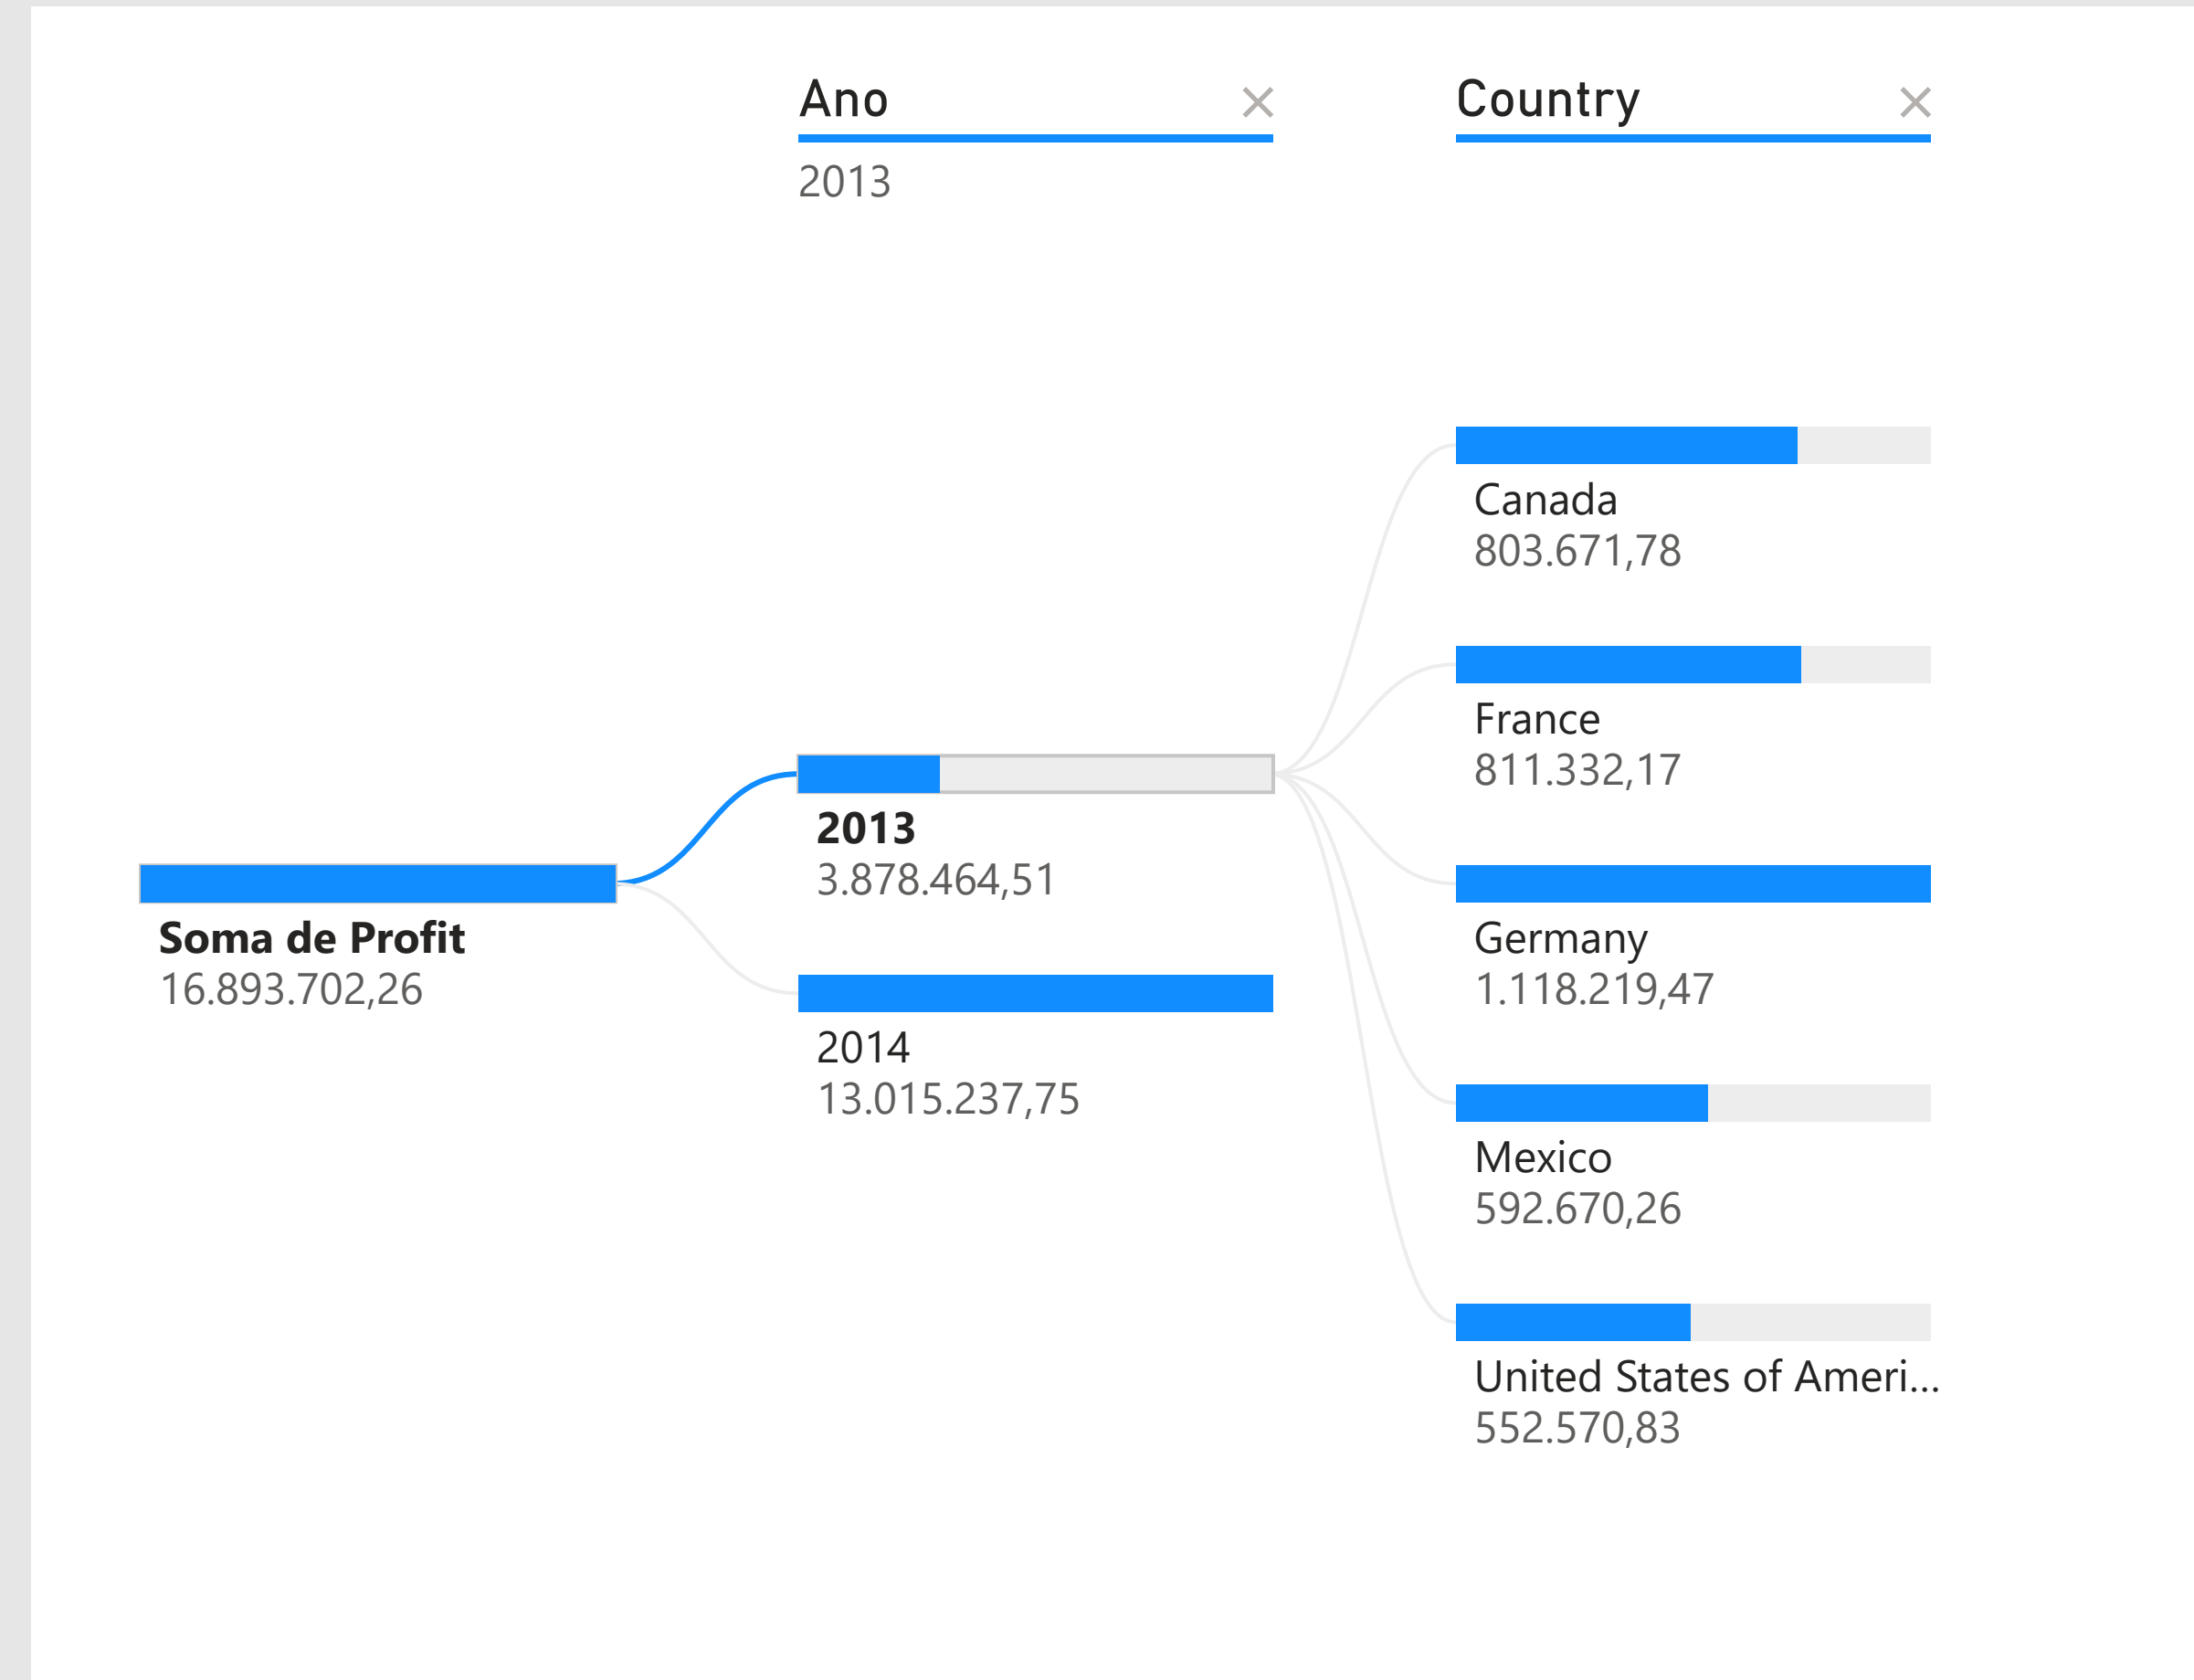 Ano
2013
Country
Soma de Profit
16.893.702,26
2013
3.878.464,51
2014
13.015.237,75
Canada
803.671,78
France
811.332,17
Germany
1.118.219,47
Mexico
592.670,26
United States of Ameri...
552.570,83